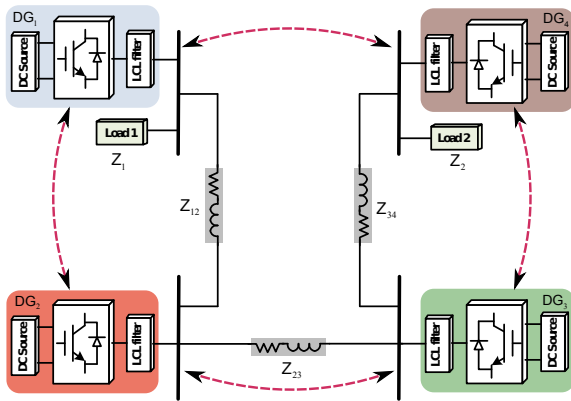 DG₁
DC Source
LCL filter
Load 1
Z₁
DG₄
LCL filter
DC Source
Load 2
Z₂
Z₁₂
Z₃₄
DG₂
DC Source
LCL filter
Z₂₃
DG₃
LCL filter
DC Source